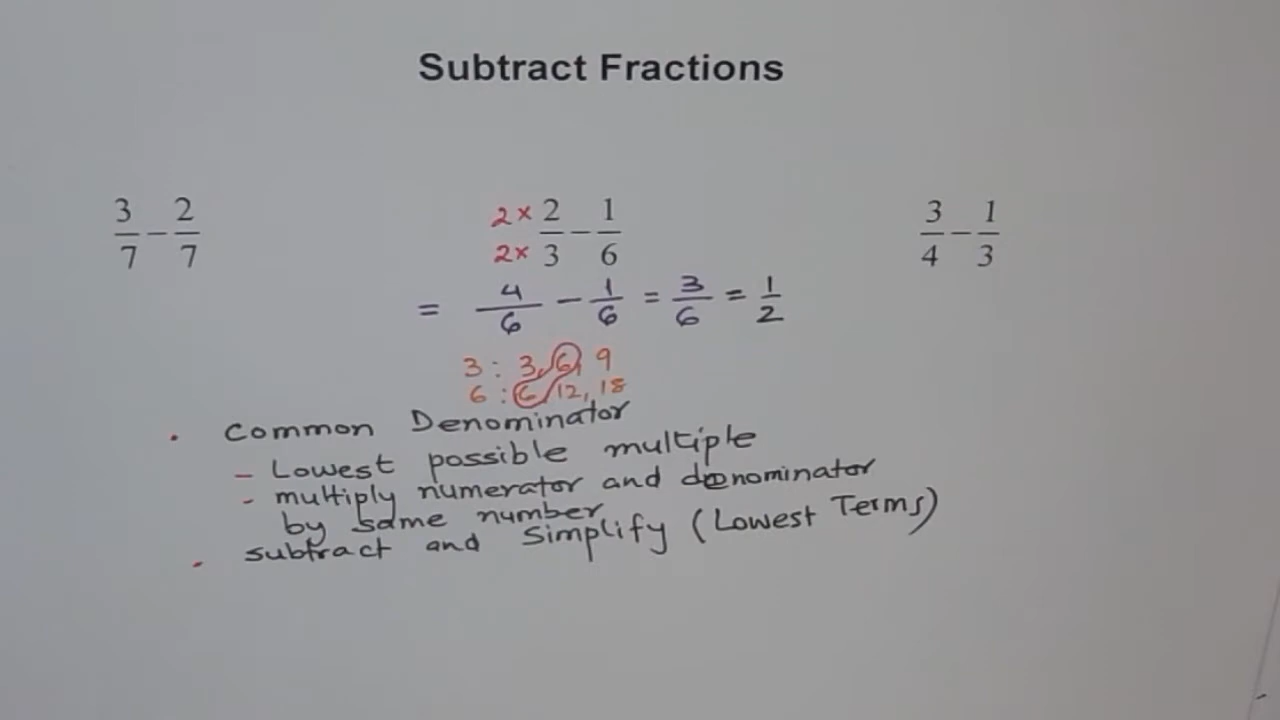 Subtract Fractions
3/7 − 2/7
2× 2/2× 3 − 1/6
3/4 − 1/3
= 4/6 − 1/6 = 3/6 = 1/2
3 : 3, 6, 9
6 : 6, 12, 18
• Common Denominator
– Lowest possible multiple
– multiply numerator and denominator
by same number
• subtract and Simplify (Lowest Terms)